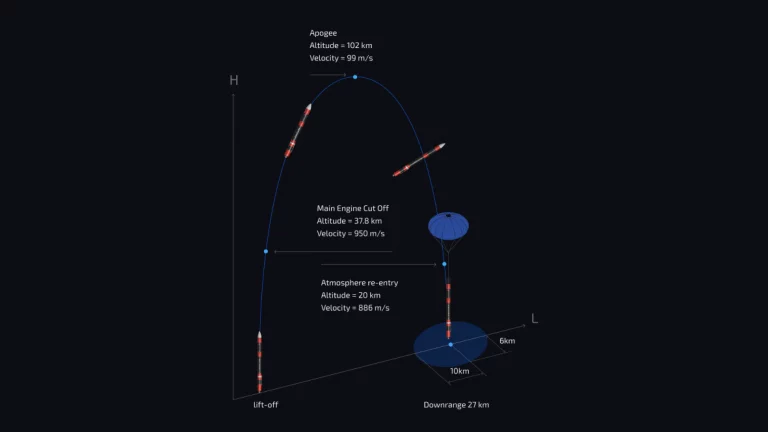 Apogee
Altitude = 102 km
Velocity = 99 m/s
H
Main Engine Cut Off
Altitude = 37.8 km
Velocity = 950 m/s
Atmosphere re-entry
Altitude = 20 km
Velocity = 886 m/s
L
6km
10km
lift-off
Downrange 27 km